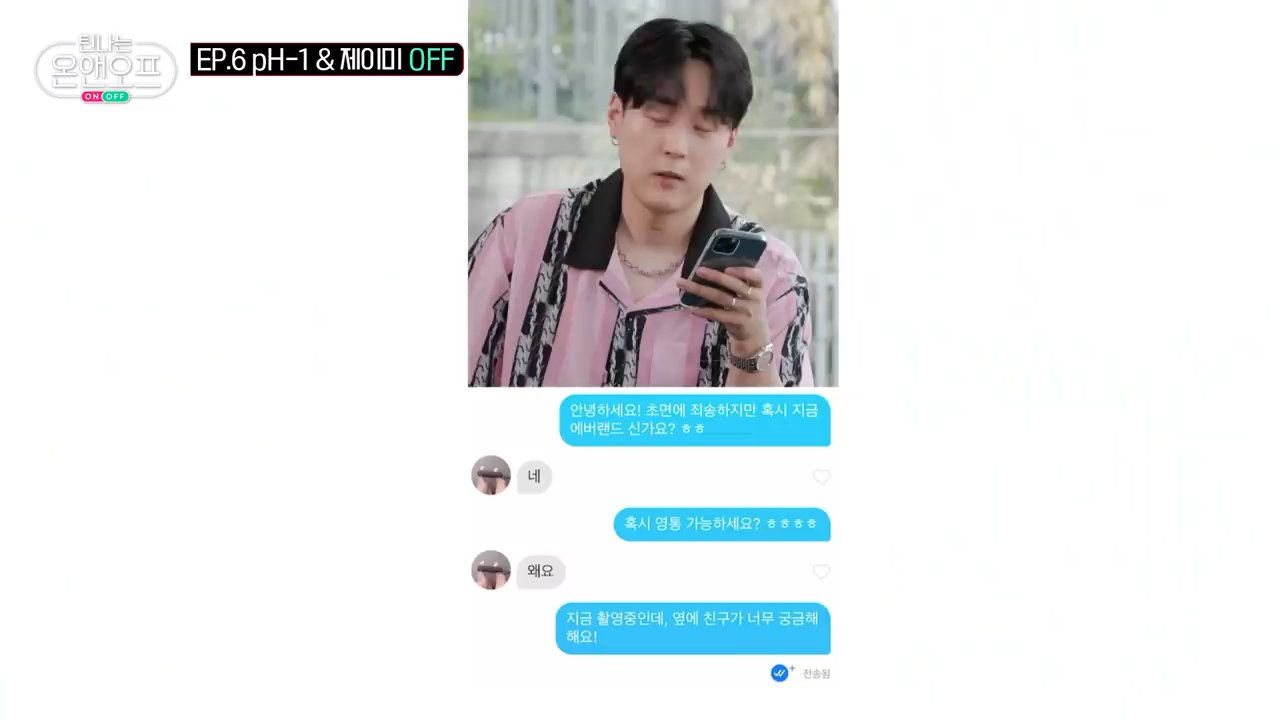 틴나는
온앤오프
ON OFF
EP.6 pH-1 & 제이미 OFF
안녕하세요! 초면에 죄송하지만 혹시 지금
에버랜드 신가요? ㅎㅎ
네
혹시 영통 가능하세요? ㅎㅎㅎㅎ
왜요
지금 촬영중인데, 옆에 친구가 너무 궁금해
해요!
전송됨